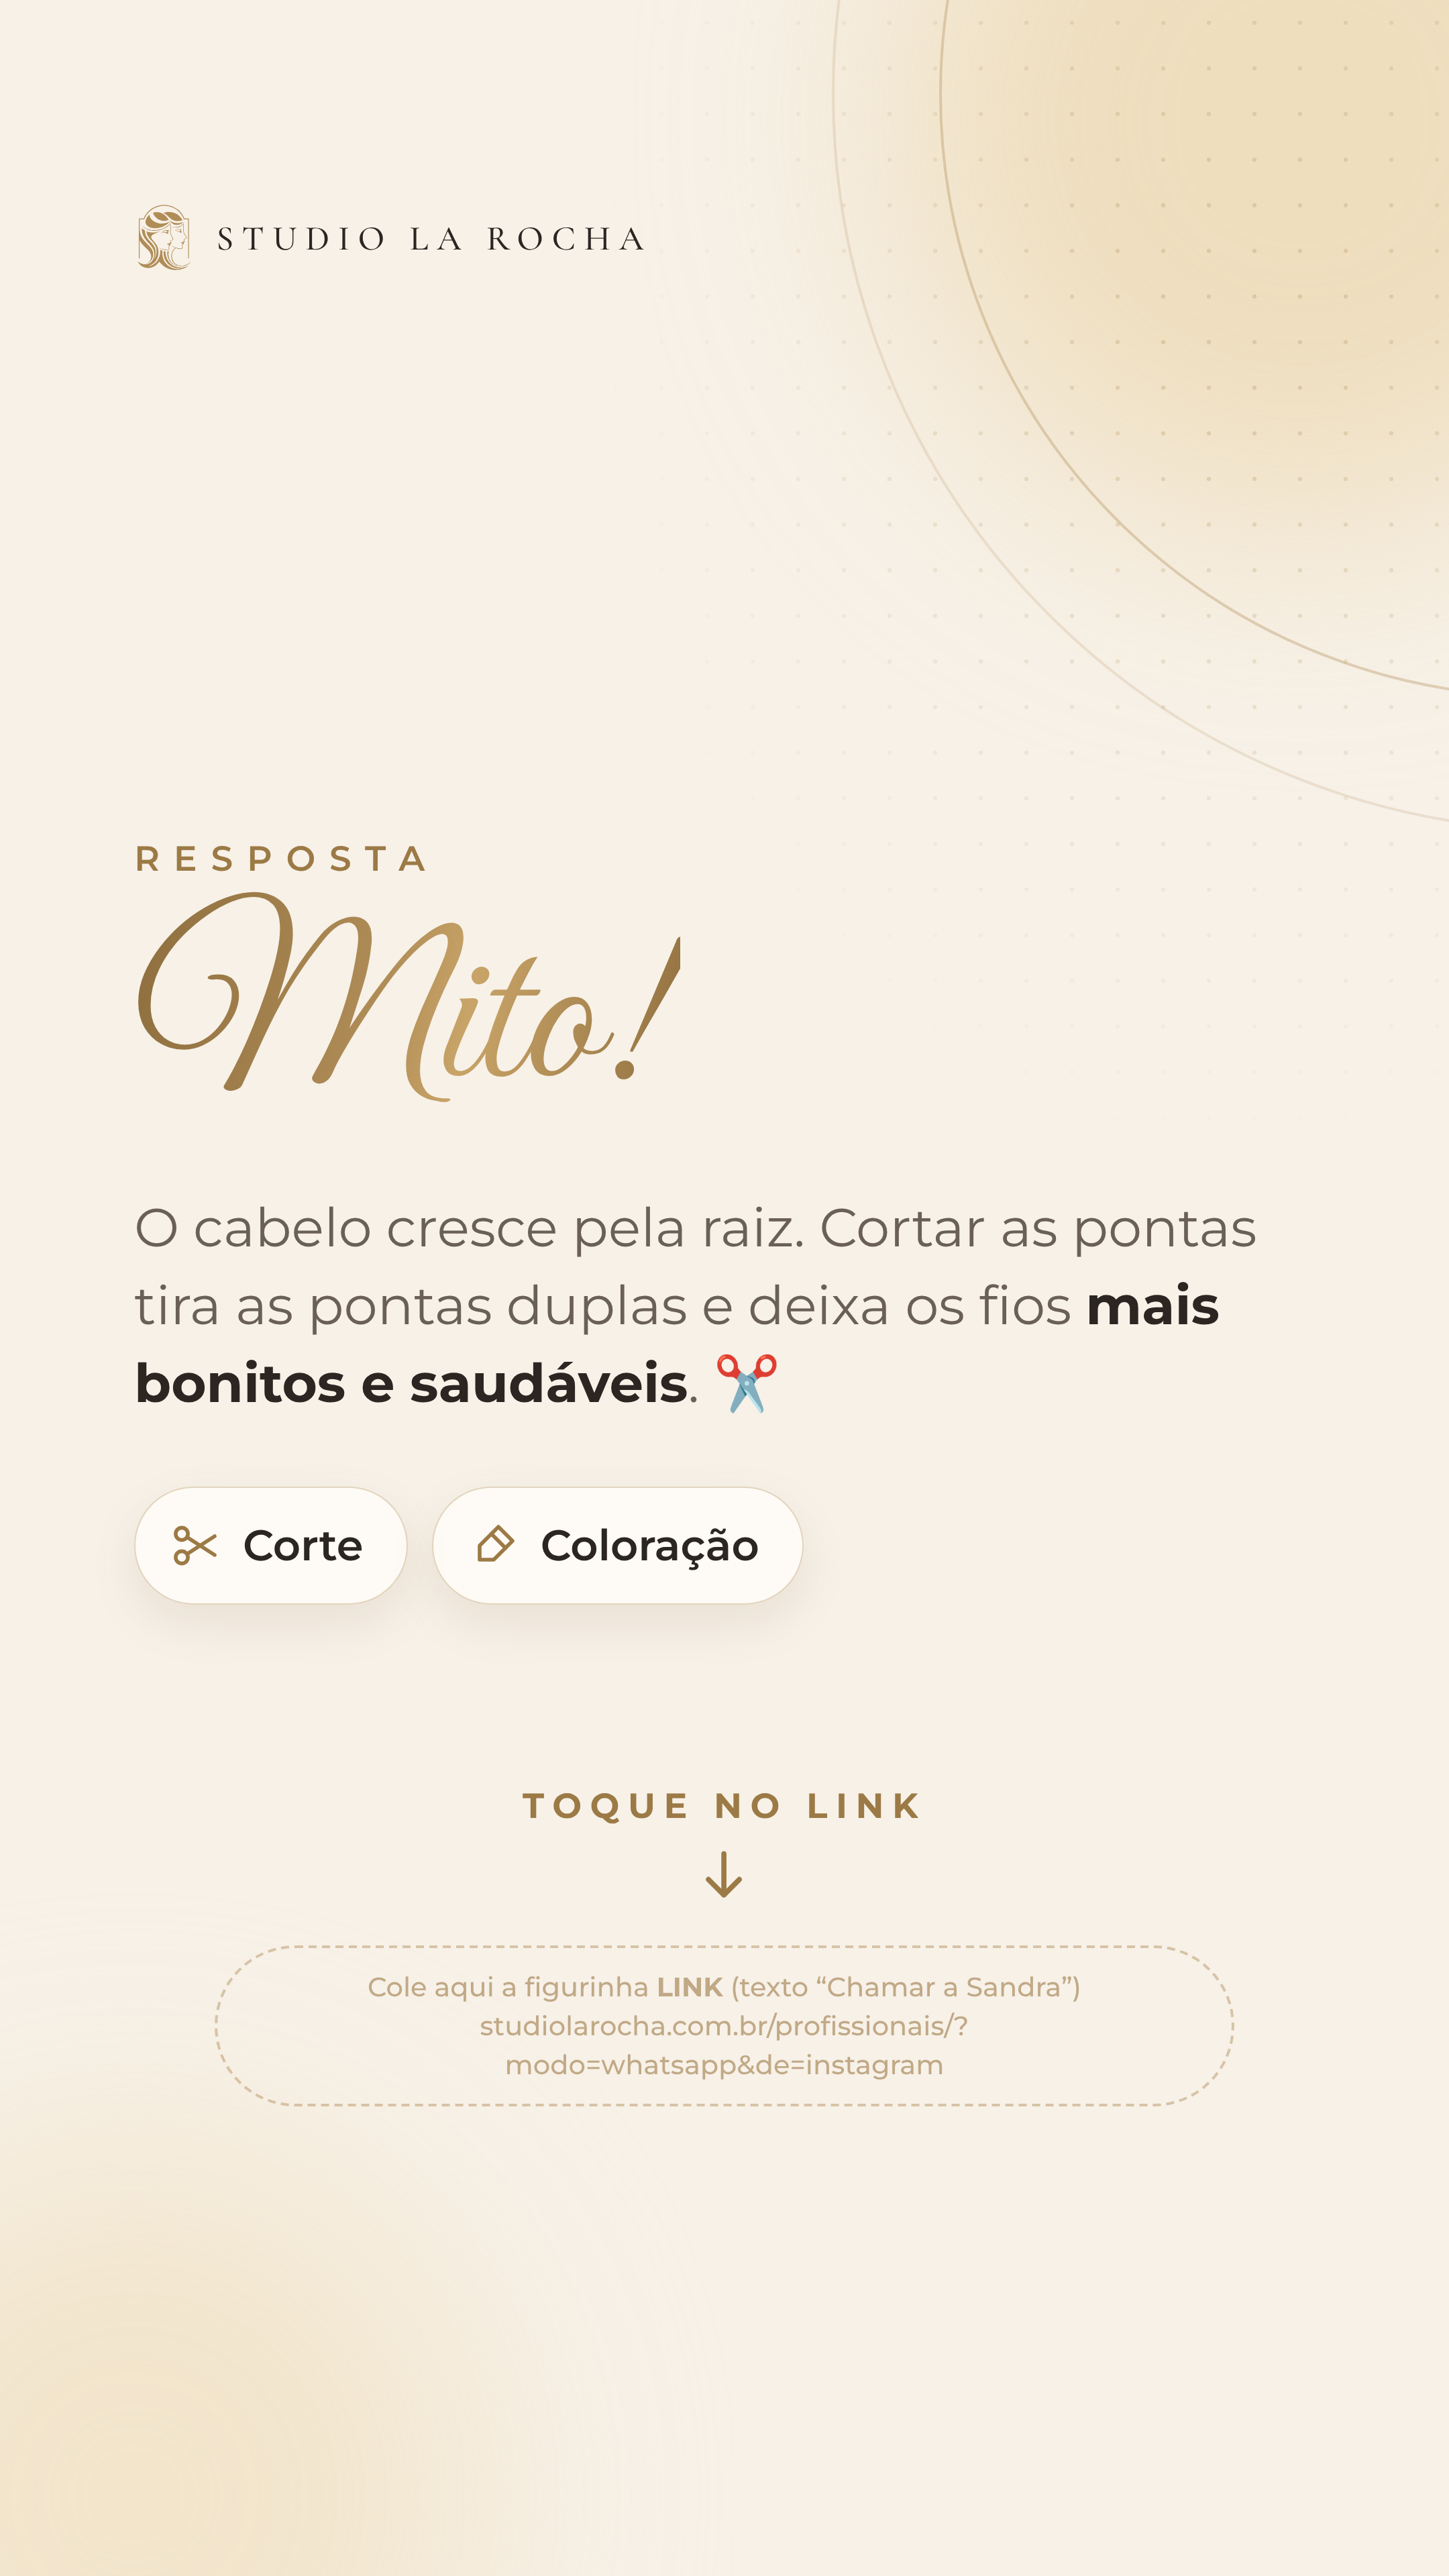 STUDIO LA ROCHA
RESPOSTA
Mito!
O cabelo cresce pela raiz. Cortar as pontas
tira as pontas duplas e deixa os fios mais
bonitos e saudáveis. ✂️
Corte
Coloração
TOQUE NO LINK
Cole aqui a figurinha LINK (texto “Chamar a Sandra”)
studiolarocha.com.br/profissionais/?
modo=whatsapp&de=instagram